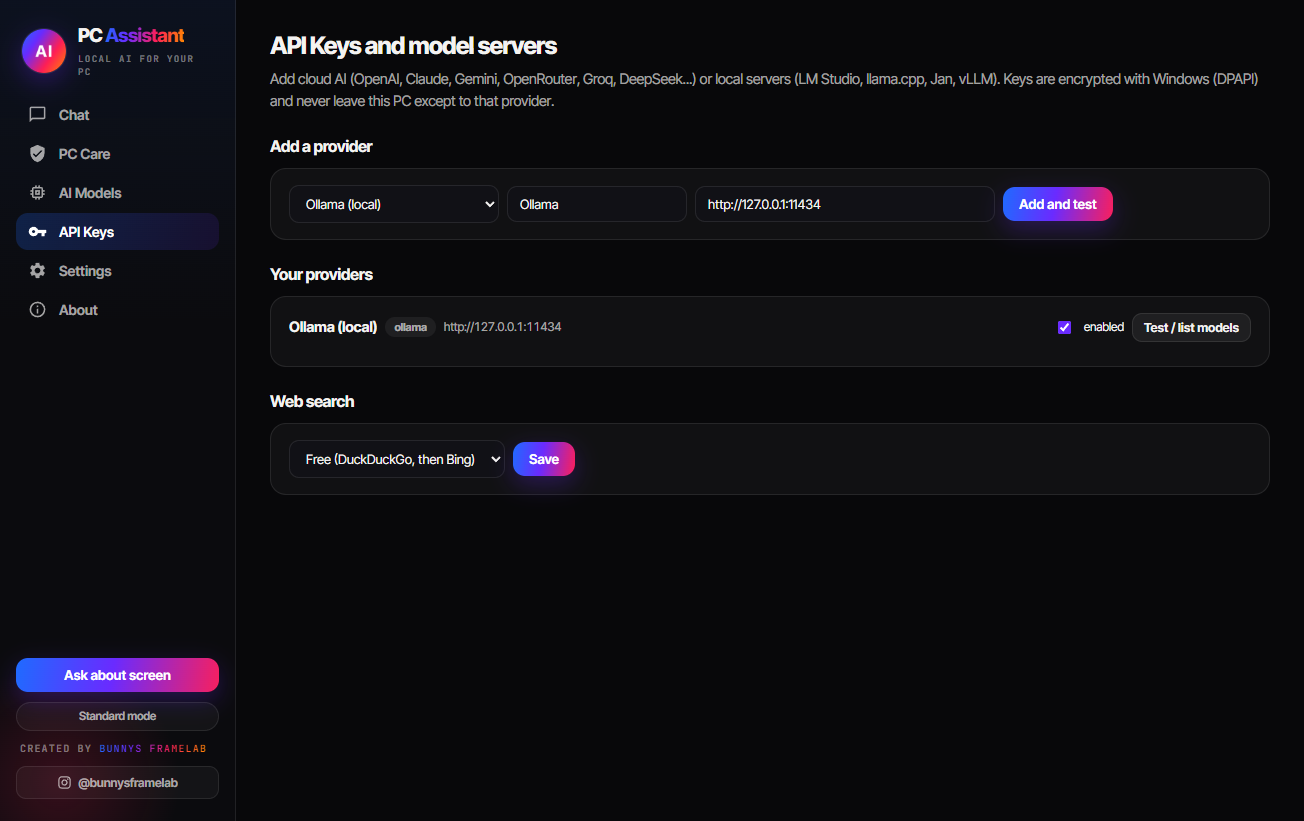 AI
PC Assistant
LOCAL AI FOR YOUR
PC
Chat
PC Care
AI Models
API Keys
Settings
About
Ask about screen
Standard mode
CREATED BY BUNNYS FRAMELAB
@bunnysframelab
API Keys and model servers
Add cloud AI (OpenAI, Claude, Gemini, OpenRouter, Groq, DeepSeek...) or local servers (LM Studio, llama.cpp, Jan, vLLM). Keys are encrypted with Windows (DPAPI)
and never leave this PC except to that provider.
Add a provider
Ollama (local) Ollama http://127.0.0.1:11434 Add and test
Your providers
Ollama (local) ollama http://127.0.0.1:11434 enabled Test / list models
Web search
Free (DuckDuckGo, then Bing) Save